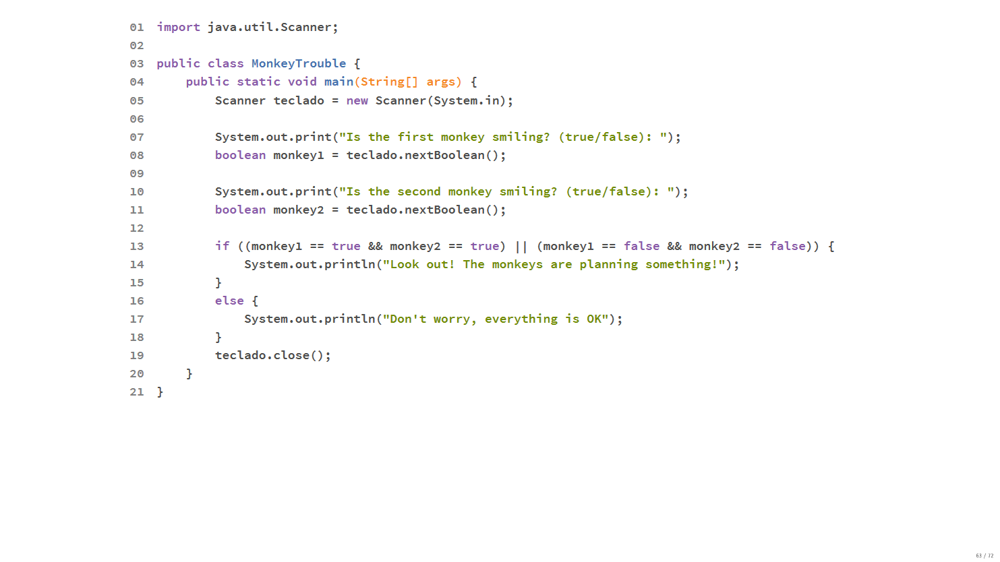 01 import java.util.Scanner;
02
03 public class MonkeyTrouble {
04     public static void main(String[] args) {
05         Scanner teclado = new Scanner(System.in);
06
07         System.out.print("Is the first monkey smiling? (true/false): ");
08         boolean monkey1 = teclado.nextBoolean();
09
10         System.out.print("Is the second monkey smiling? (true/false): ");
11         boolean monkey2 = teclado.nextBoolean();
12
13         if ((monkey1 == true && monkey2 == true) || (monkey1 == false && monkey2 == false)) {
14             System.out.println("Look out! The monkeys are planning something!");
15         }
16         else {
17             System.out.println("Don't worry, everything is OK");
18         }
19         teclado.close();
20     }
21 }
63 / 72